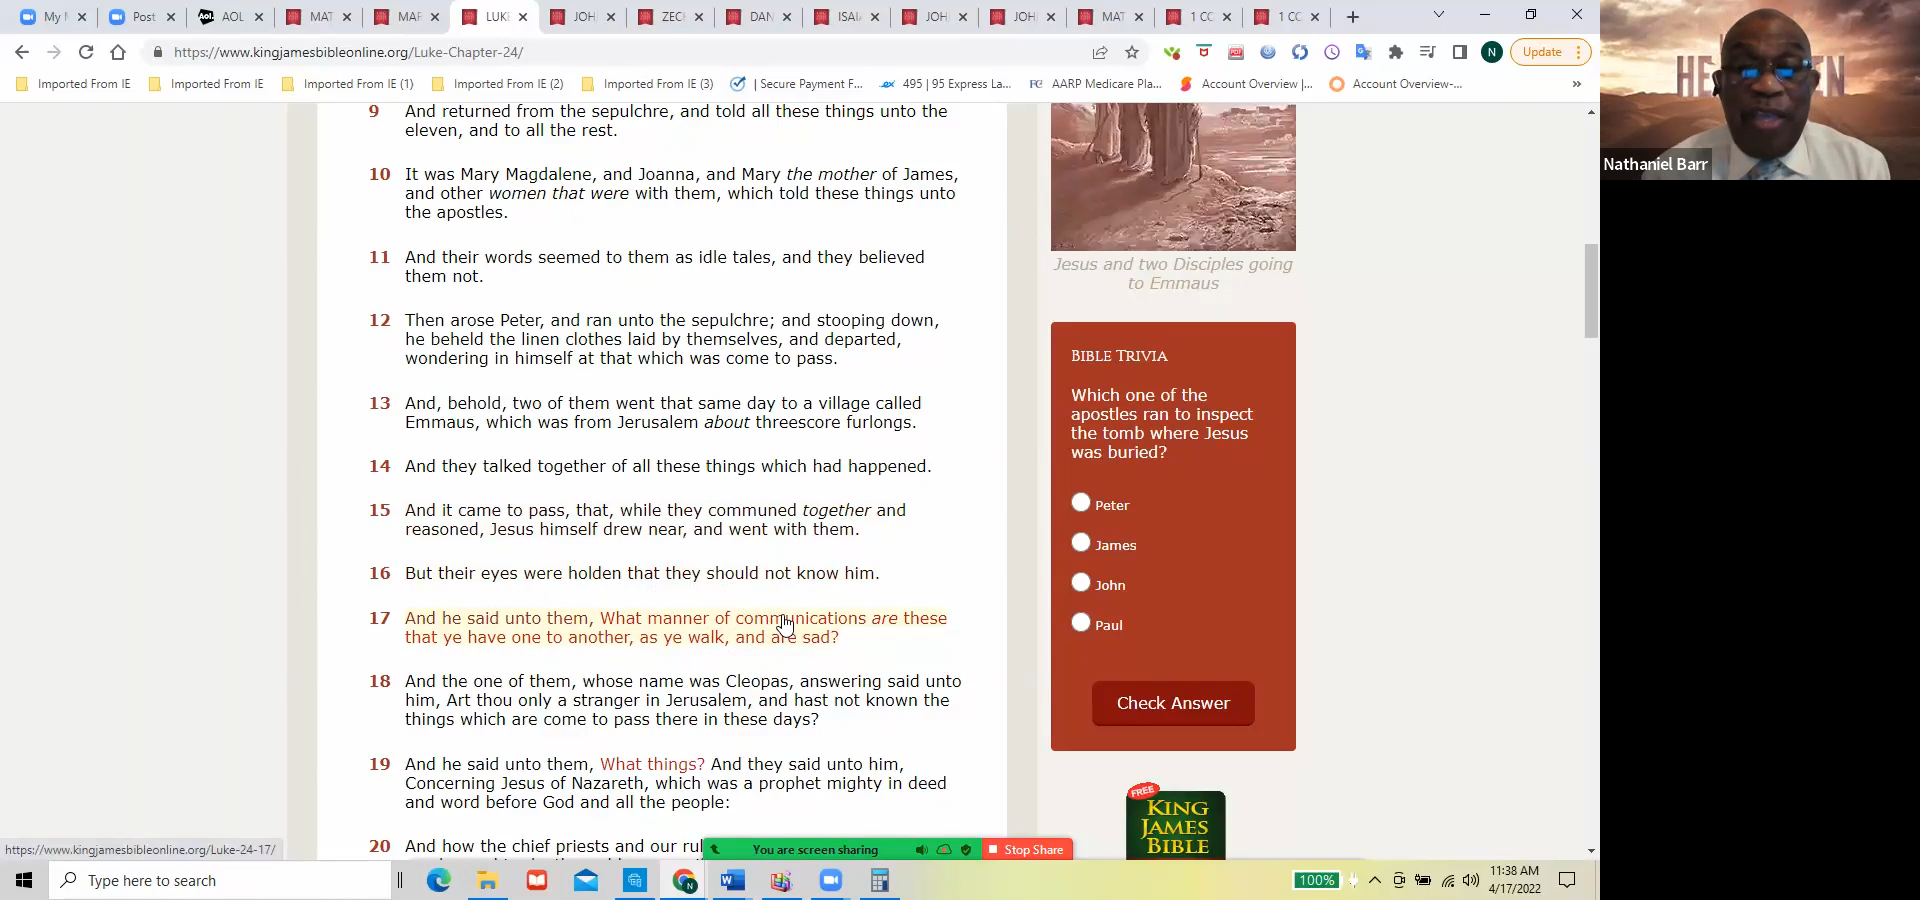 My M
Post
AOL
MAT
MAR
LUKE
JOH
ZECH
DAN
ISAIA
JOH
JOH
MAT
1 CO
1 CO
https://www.kingjamesbibleonline.org/Luke-Chapter-24/
N
Update
Imported From IE
Imported From IE
Imported From IE (1)
Imported From IE (2)
Imported From IE (3)
| Secure Payment F...
495 | 95 Express La...
AARP Medicare Pla...
Account Overview |...
Account Overview-...
9 And returned from the sepulchre, and told all these things unto the
eleven, and to all the rest.
10 It was Mary Magdalene, and Joanna, and Mary the mother of James,
and other women that were with them, which told these things unto
the apostles.
11 And their words seemed to them as idle tales, and they believed
them not.
12 Then arose Peter, and ran unto the sepulchre; and stooping down,
he beheld the linen clothes laid by themselves, and departed,
wondering in himself at that which was come to pass.
13 And, behold, two of them went that same day to a village called
Emmaus, which was from Jerusalem about threescore furlongs.
14 And they talked together of all these things which had happened.
15 And it came to pass, that, while they communed together and
reasoned, Jesus himself drew near, and went with them.
16 But their eyes were holden that they should not know him.
17 And he said unto them, What manner of communications are these
that ye have one to another, as ye walk, and are sad?
18 And the one of them, whose name was Cleopas, answering said unto
him, Art thou only a stranger in Jerusalem, and hast not known the
things which are come to pass there in these days?
19 And he said unto them, What things? And they said unto him,
Concerning Jesus of Nazareth, which was a prophet mighty in deed
and word before God and all the people:
20 And how the chief priests and our rul
Jesus and two Disciples going
to Emmaus
BIBLE TRIVIA
Which one of the
apostles ran to inspect
the tomb where Jesus
was buried?
Peter
James
John
Paul
Check Answer
FREE
KING
JAMES
BIBLE
Nathaniel Barr
https://www.kingjamesbibleonline.org/Luke-24-17/
You are screen sharing
Stop Share
Type here to search
100%
11:38 AM
4/17/2022